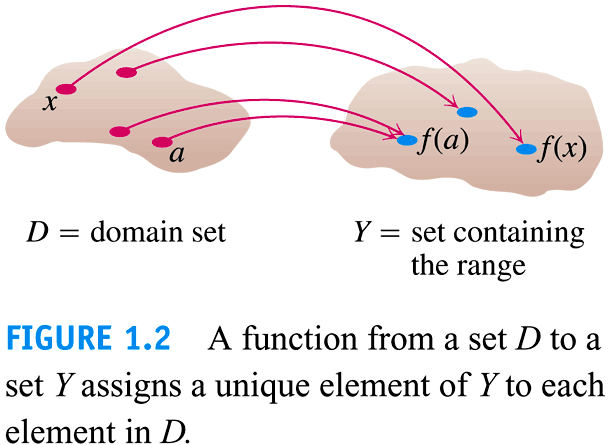 x
a
f(a)
f(x)
D = domain set
Y = set containing
the range
FIGURE 1.2 A function from a set D to a
set Y assigns a unique element of Y to each
element in D.